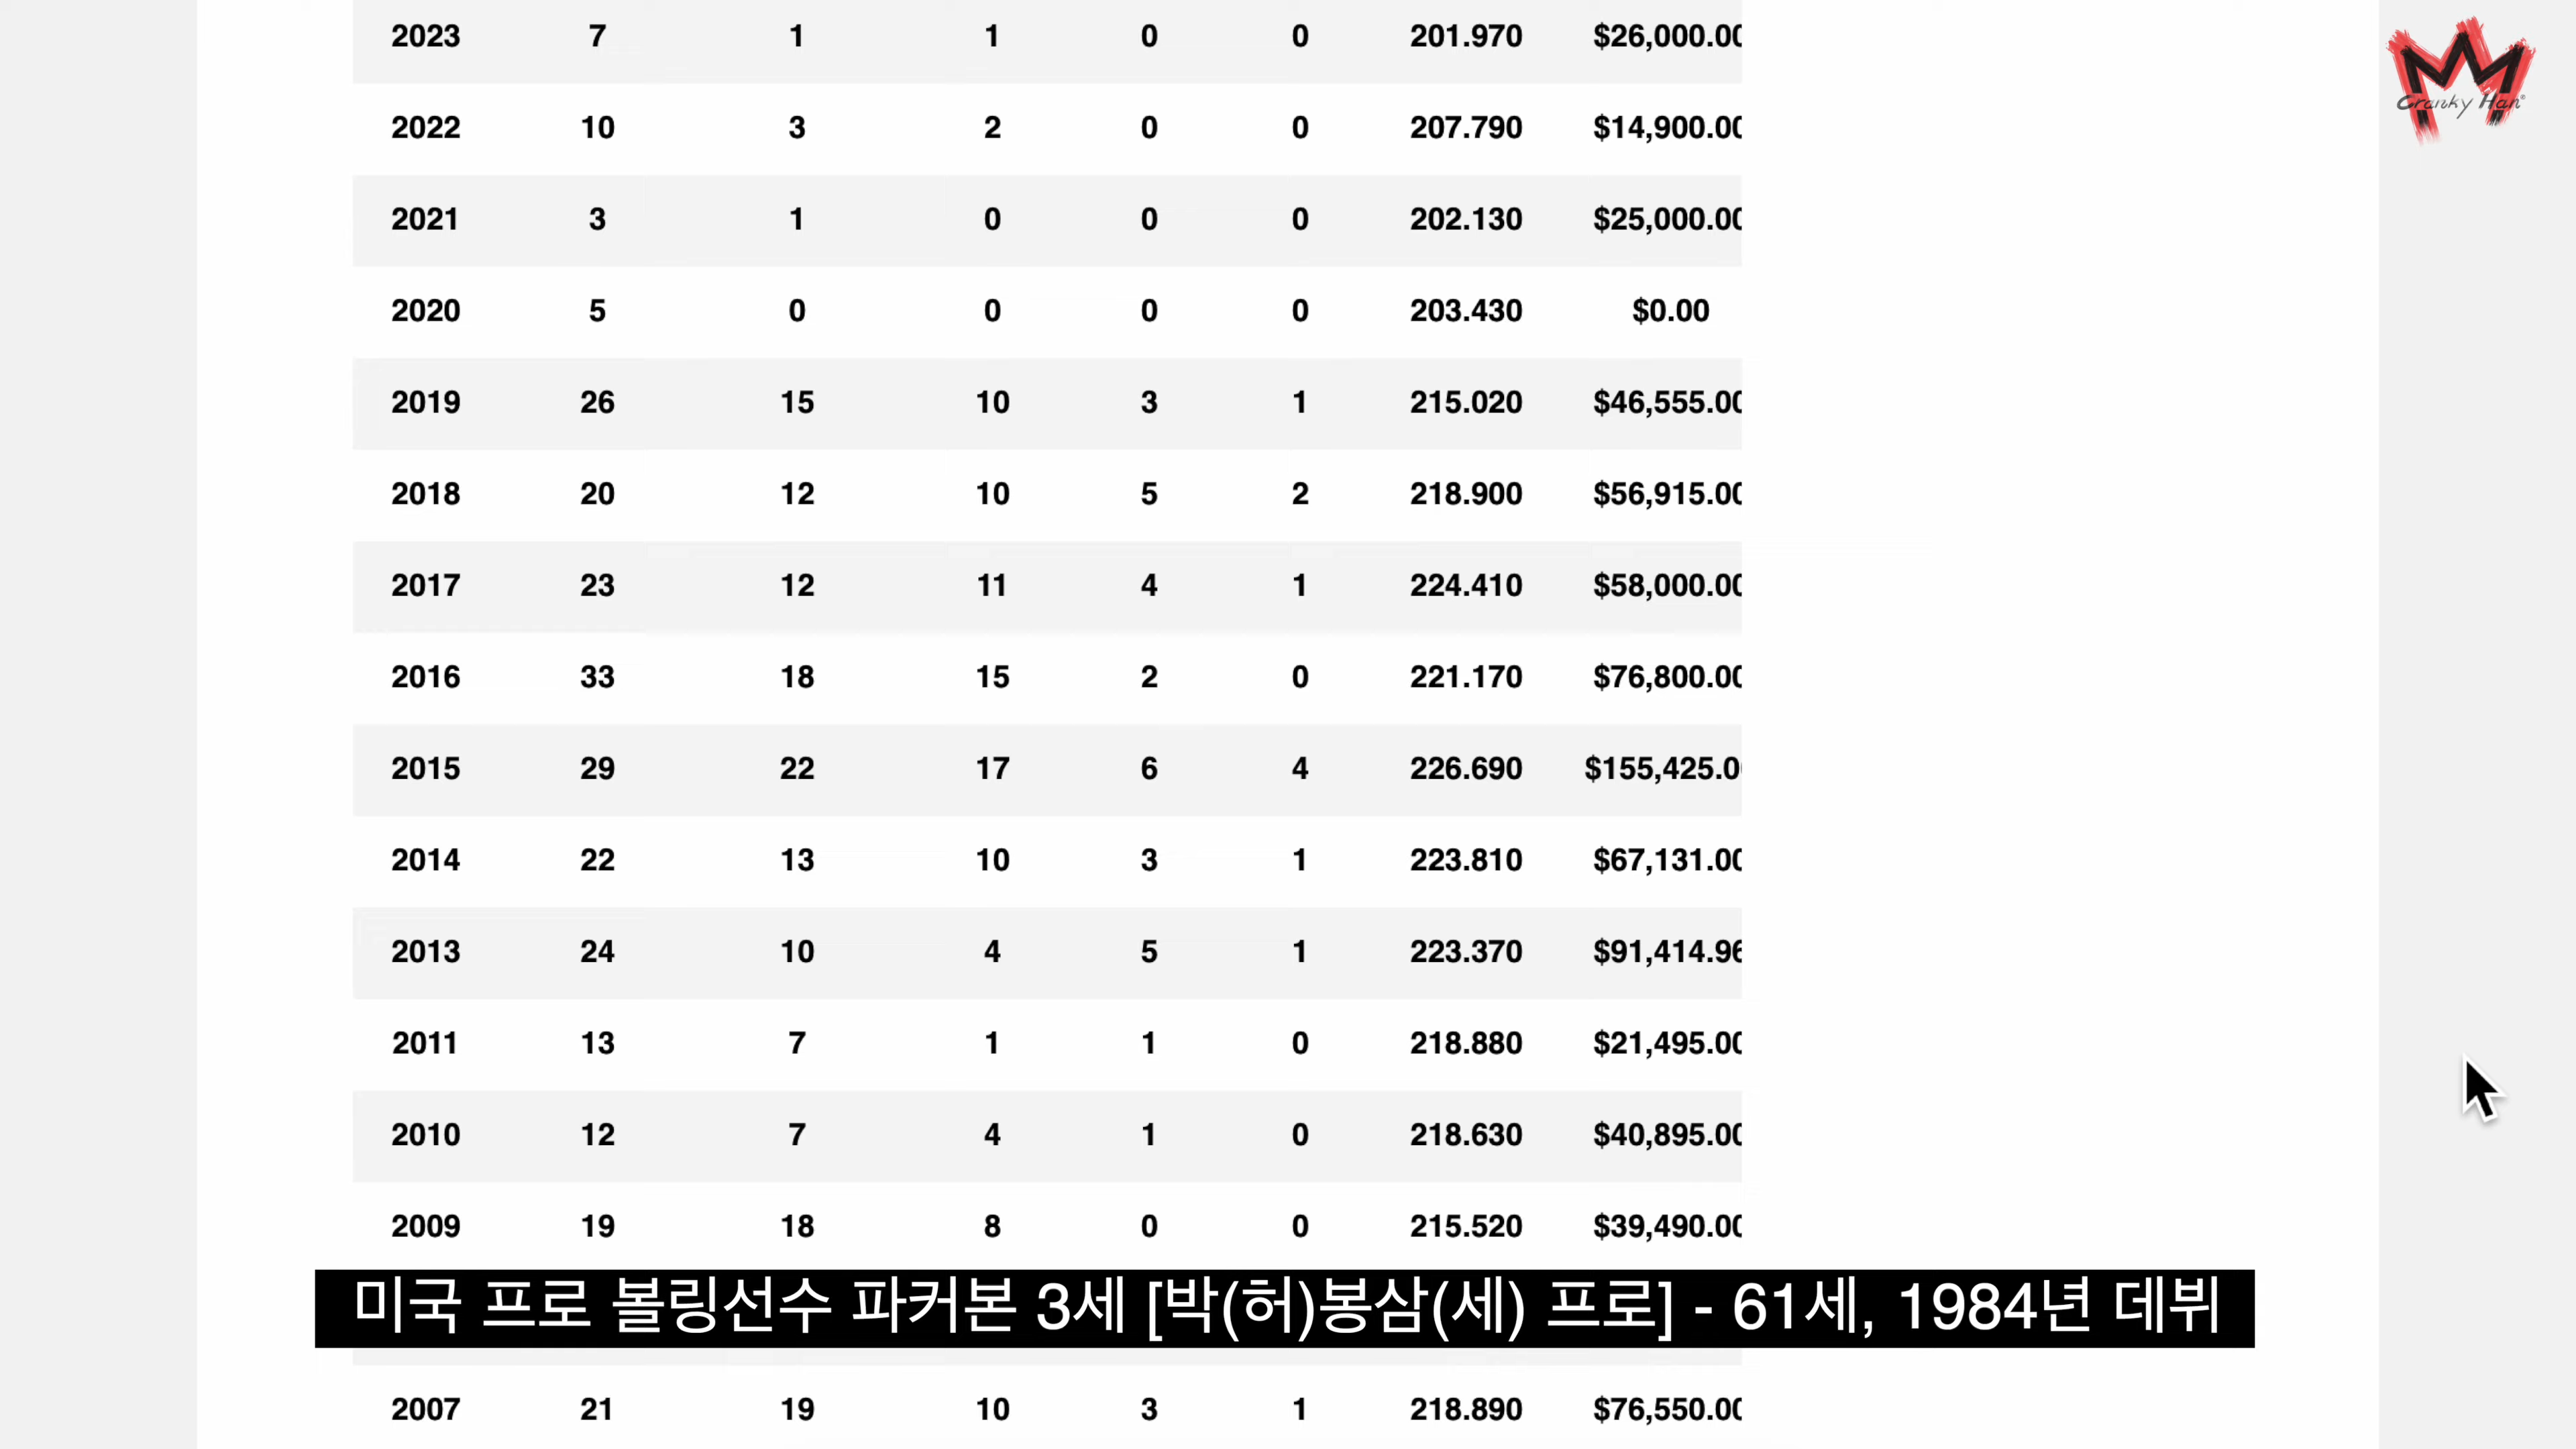 2023 7 1 1 0 0 201.970 $26,000.00
Cranky Han®
2022 10 3 2 0 0 207.790 $14,900.00
2021 3 1 0 0 0 202.130 $25,000.00
2020 5 0 0 0 0 203.430 $0.00
2019 26 15 10 3 1 215.020 $46,555.00
2018 20 12 10 5 2 218.900 $56,915.00
2017 23 12 11 4 1 224.410 $58,000.00
2016 33 18 15 2 0 221.170 $76,800.00
2015 29 22 17 6 4 226.690 $155,425.0
2014 22 13 10 3 1 223.810 $67,131.00
2013 24 10 4 5 1 223.370 $91,414.96
2011 13 7 1 1 0 218.880 $21,495.00
2010 12 7 4 1 0 218.630 $40,895.00
2009 19 18 8 0 0 215.520 $39,490.00
미국 프로 볼링선수 파커본 3세 [박(허)봉삼(세) 프로] - 61세, 1984년 데뷔
2007 21 19 10 3 1 218.890 $76,550.00